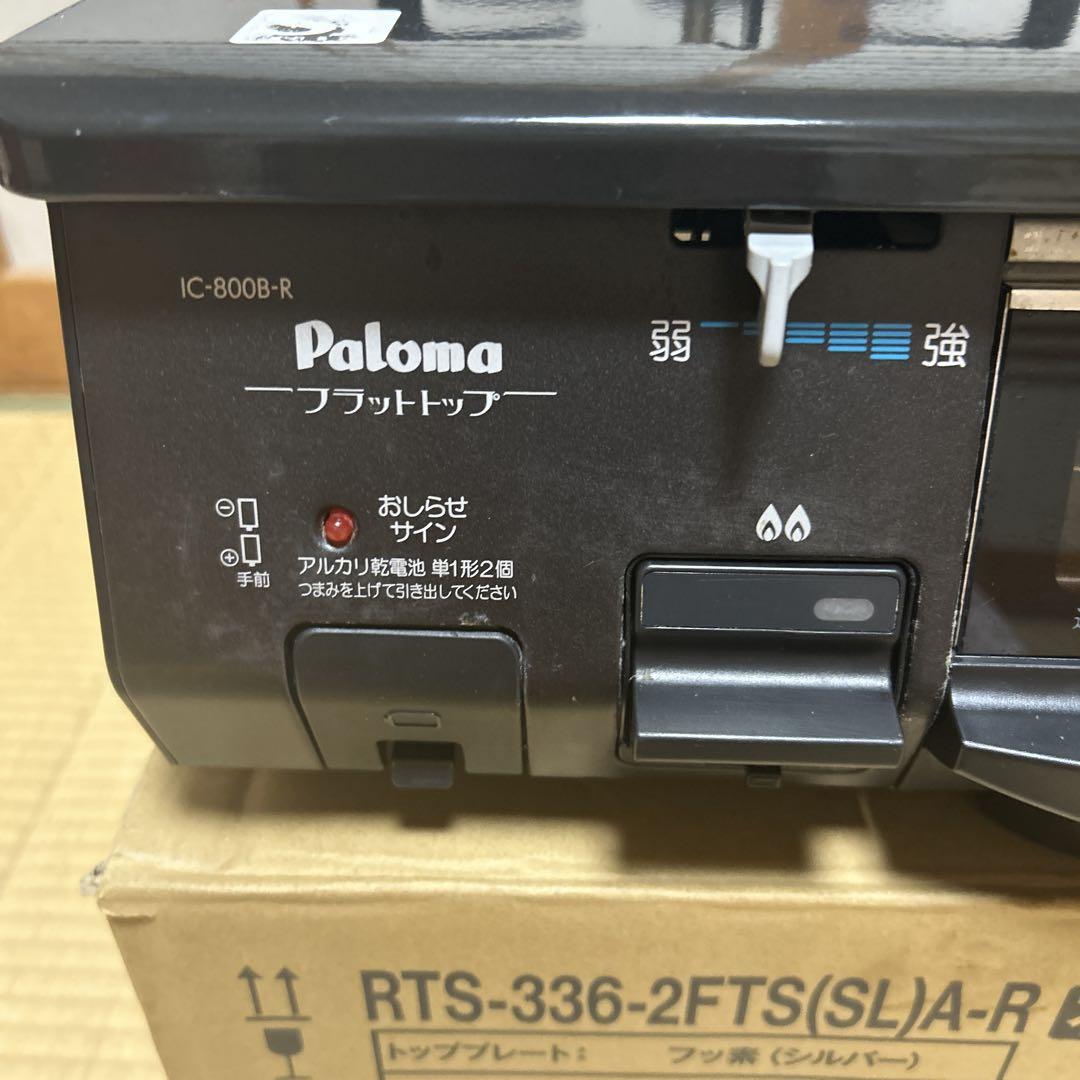 IC-800B-R
Paloma
フラットトップ
弱 強
おしらせ
サイン
⊖
⊕
手前
アルカリ乾電池 単1形2個
つまみを上げて引き出してください
RTS-336-2FTS(SL)A-R
トッププレート: フッ素(シルバー)